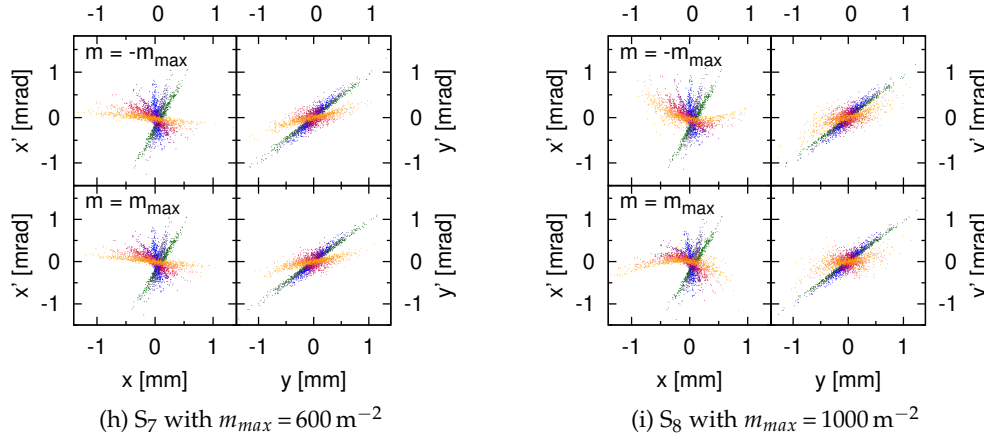 -1 0 1
-1 0 1
-1 0 1
-1 0 1
m = -mmax
x' [mrad]
1
0
-1
1
0
-1
y' [mrad]
m = mmax
x' [mrad]
1
0
-1
1
0
-1
y' [mrad]
-1 0 1
-1 0 1
x [mm]
y [mm]
(h) S7 with mmax = 600 m−2
m = -mmax
x' [mrad]
1
0
-1
1
0
-1
y' [mrad]
m = mmax
x' [mrad]
1
0
-1
1
0
-1
y' [mrad]
-1 0 1
-1 0 1
x [mm]
y [mm]
(i) S8 with mmax = 1000 m−2